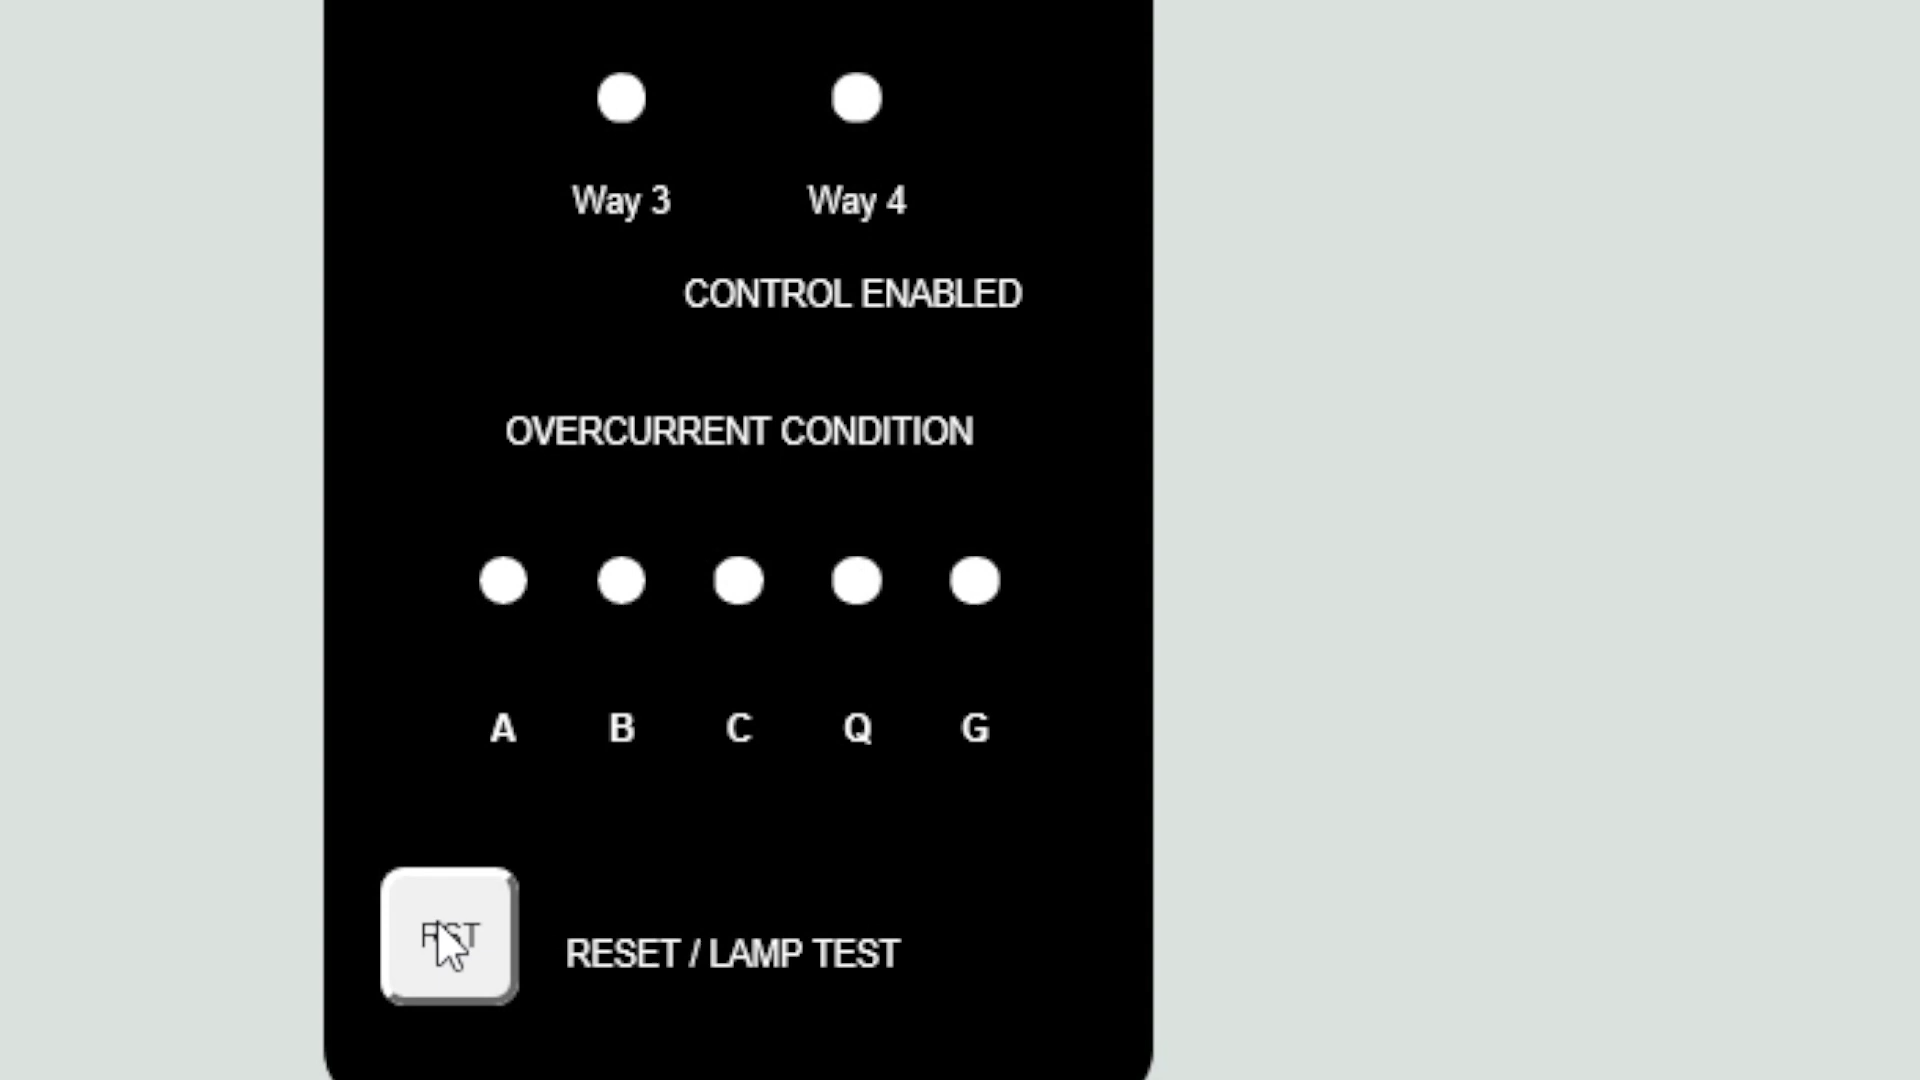 Way 3 Way 4
CONTROL ENABLED
OVERCURRENT CONDITION
A B C Q G
RESET / LAMP TEST